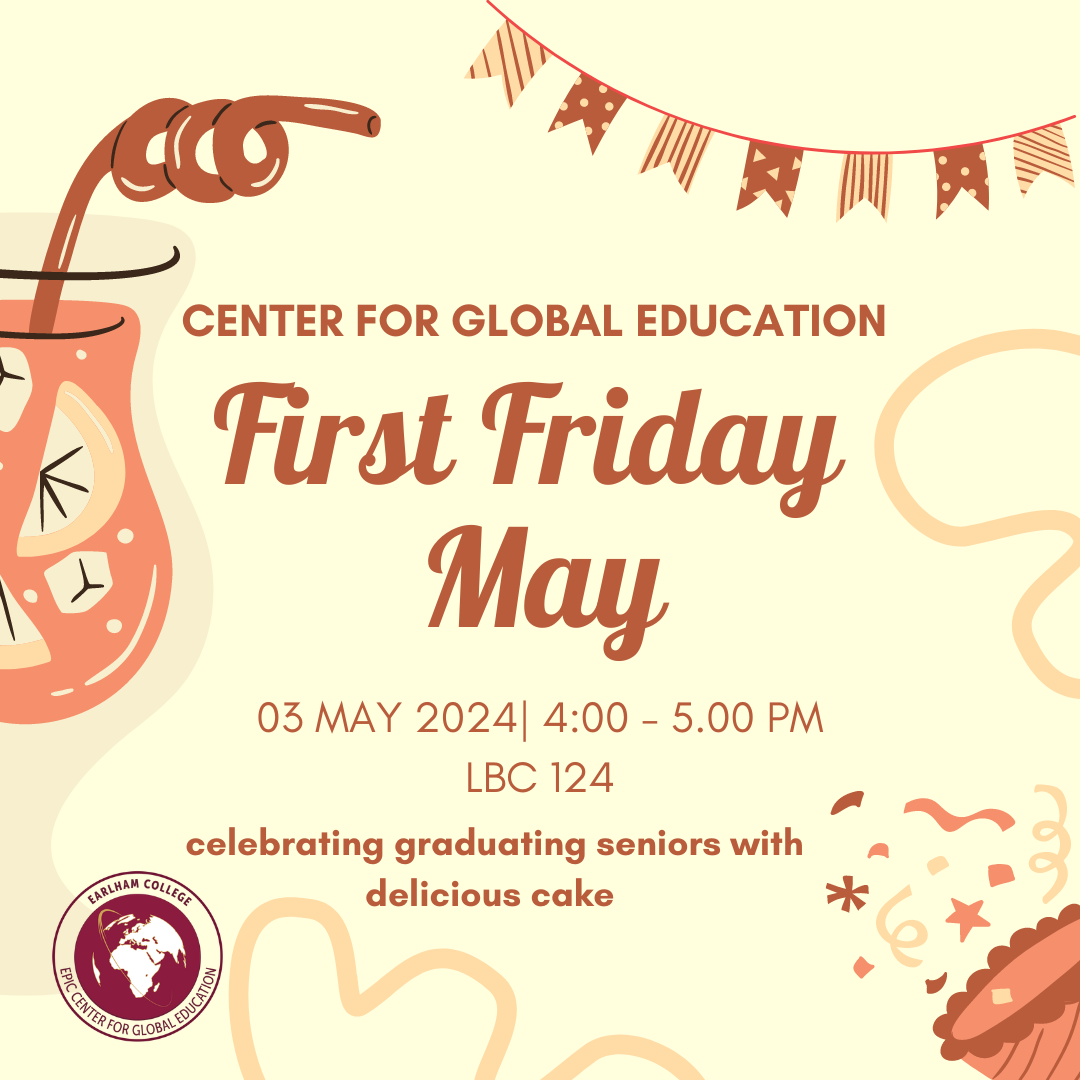 CENTER FOR GLOBAL EDUCATION
First Friday
May
03 MAY 2024| 4:00 - 5.00 PM
LBC 124
celebrating graduating seniors with
delicious cake
EARLHAM COLLEGE
EPIC CENTER FOR GLOBAL EDUCATION